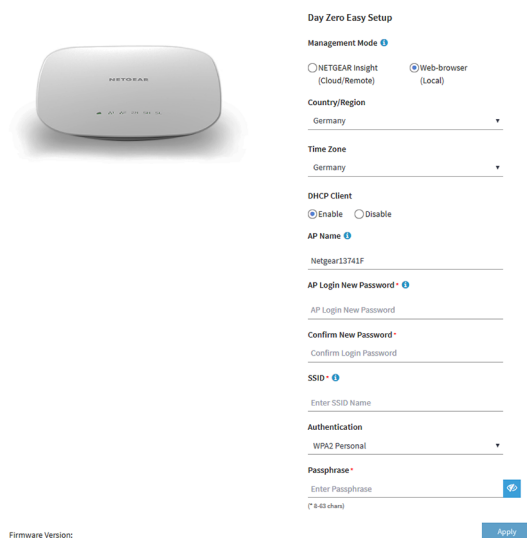 Day Zero Easy Setup
Management Mode
NETGEAR Insight
(Cloud/Remote)
Web-browser
(Local)
Country/Region
Germany
Time Zone
Germany
DHCP Client
Enable
Disable
AP Name
Netgear13741F
AP Login New Password *
AP Login New Password
Confirm New Password *
Confirm Login Password
SSID *
Enter SSID Name
Authentication
WPA2 Personal
Passphrase *
Enter Passphrase
(* 8-63 chars)
Apply
NETGEAR
Firmware Version: